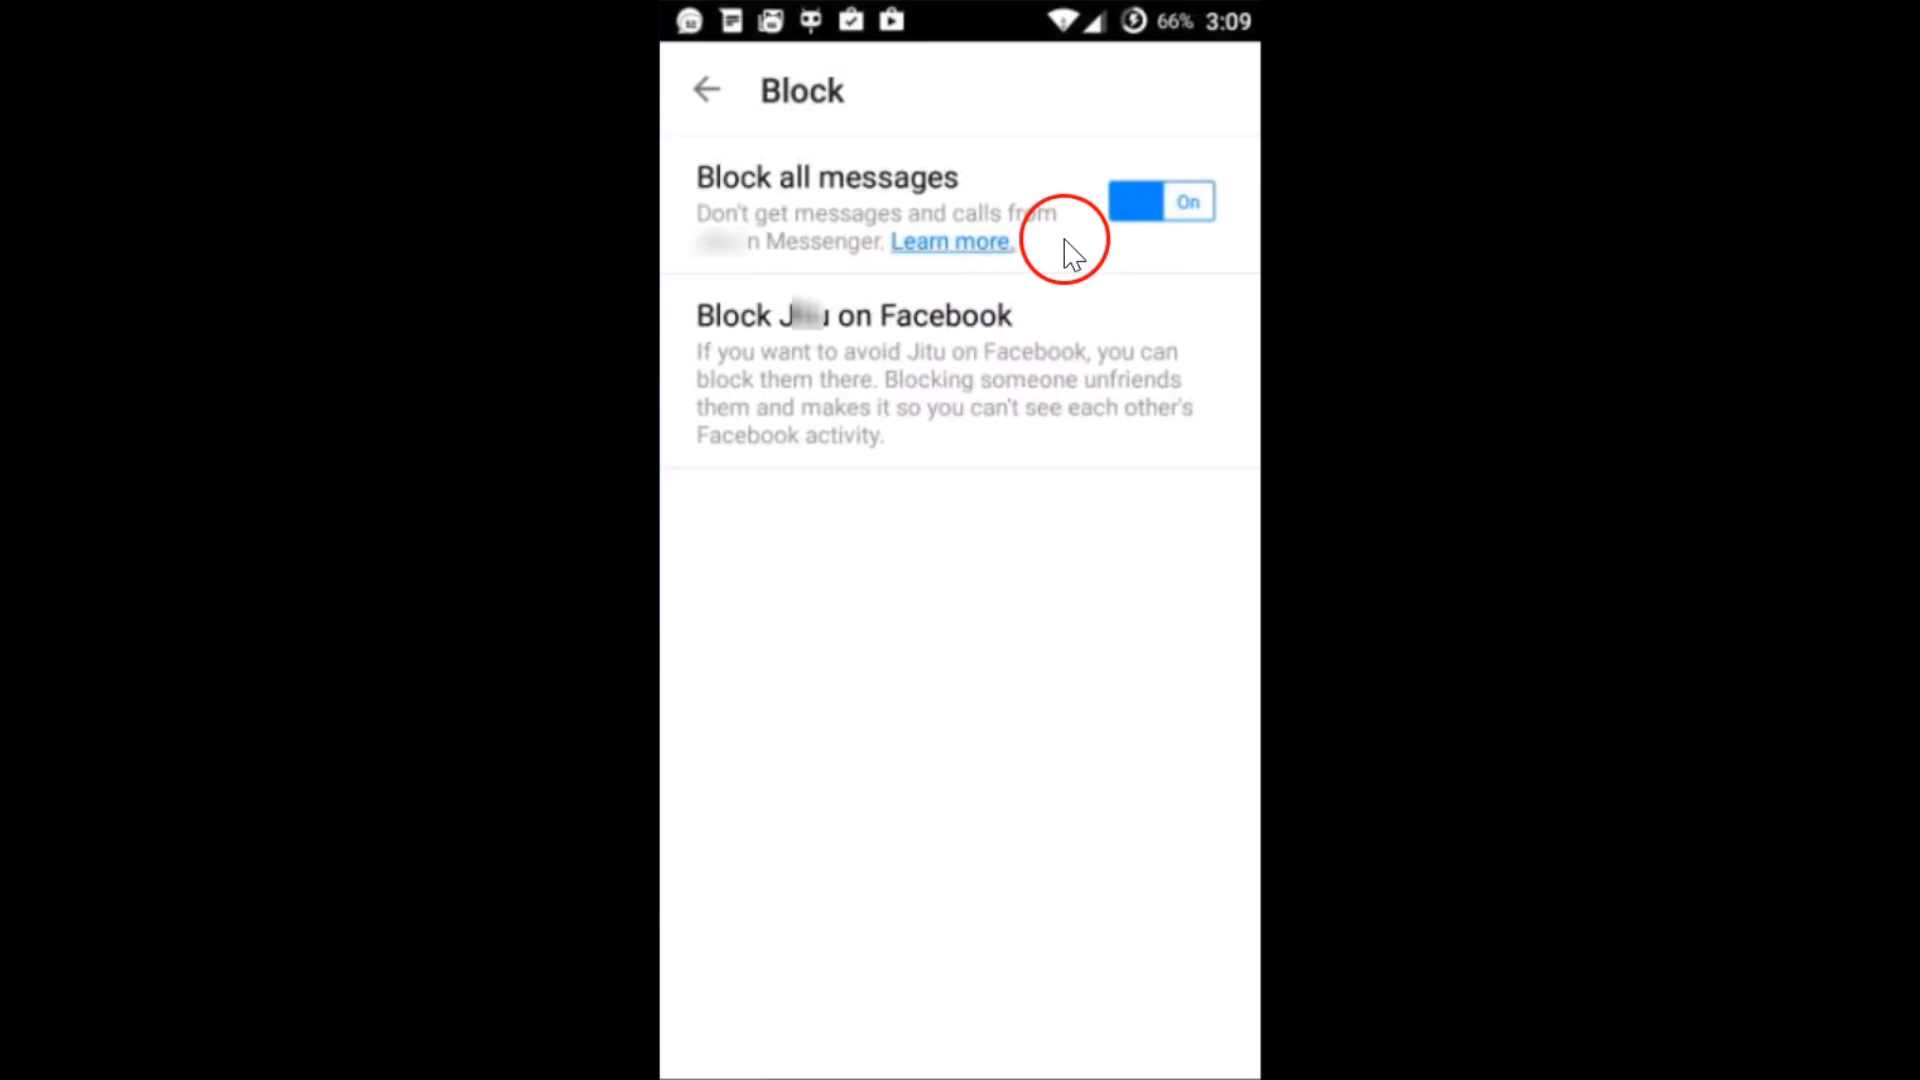 66% 3:09
Block
Block all messages
On
Don't get messages and calls from
n Messenger. Learn more.
Block on Facebook
If you want to avoid Jitu on Facebook, you can
block them there. Blocking someone unfriends
them and makes it so you can't see each other's
Facebook activity.